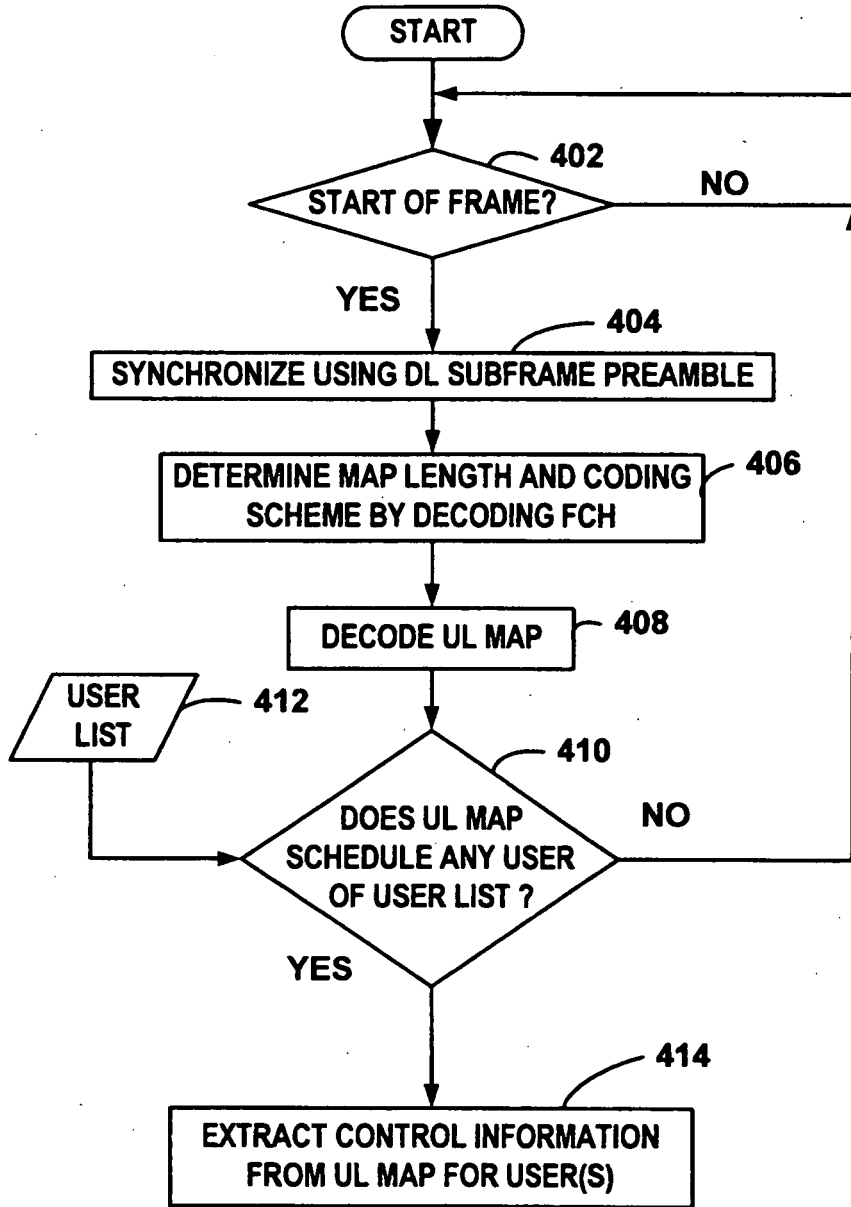 START
402
START OF FRAME?
NO
YES
404
SYNCHRONIZE USING DL SUBFRAME PREAMBLE
DETERMINE MAP LENGTH AND CODING
SCHEME BY DECODING FCH
406
DECODE UL MAP
408
USER
LIST
412
410
DOES UL MAP
SCHEDULE ANY USER
OF USER LIST ?
NO
YES
414
EXTRACT CONTROL INFORMATION
FROM UL MAP FOR USER(S)